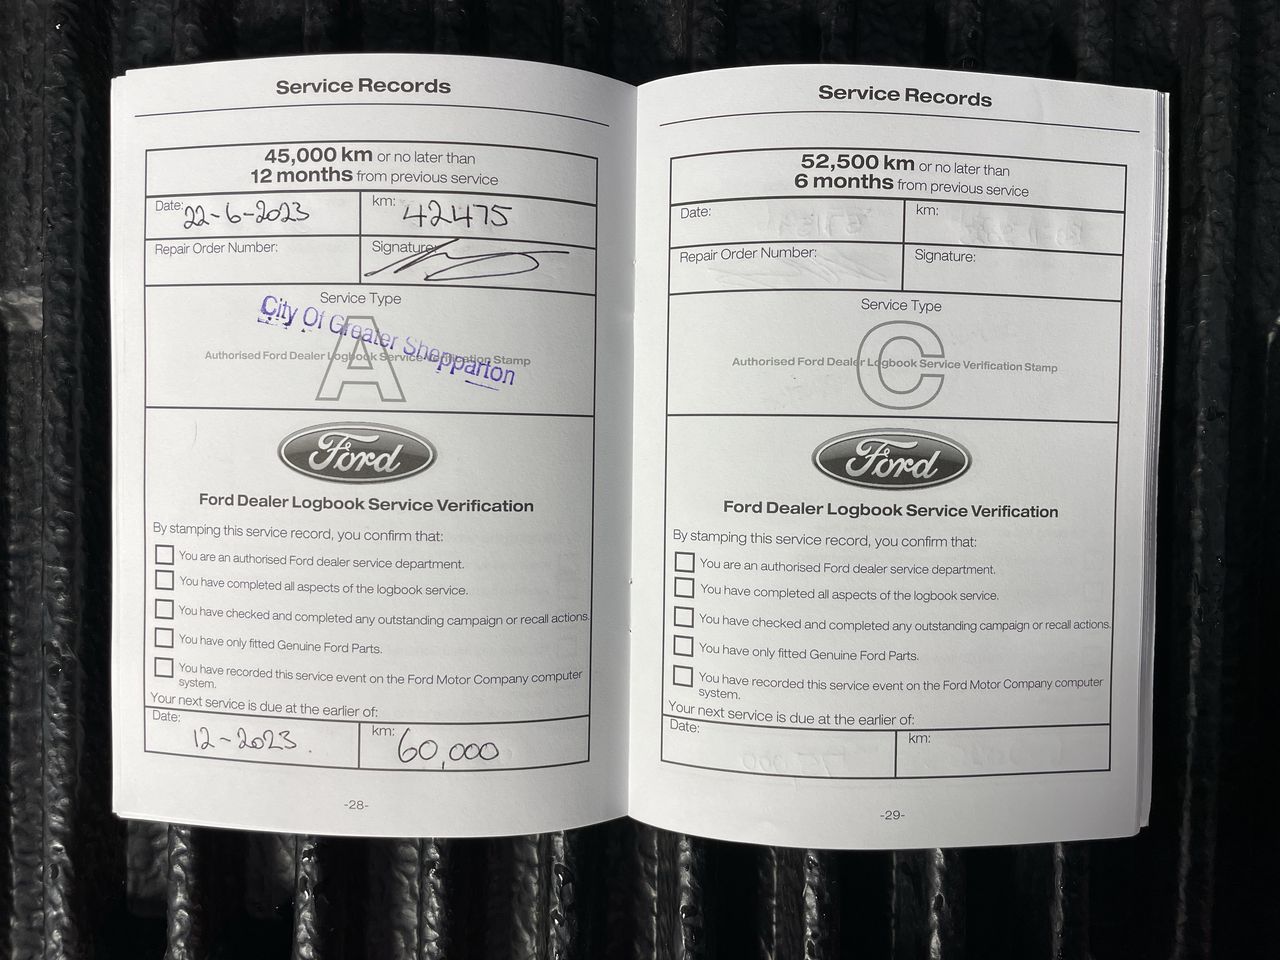 Service Records
45,000 km or no later than
12 months from previous service
Date: 22-6-2023
km: 42475
Repair Order Number:
Signature:
Service Type
A
Authorised Ford Dealer Logbook Service Verification Stamp
City Of Greater Shepparton
Ford
Ford Dealer Logbook Service Verification
By stamping this service record, you confirm that:
You are an authorised Ford dealer service department.
You have completed all aspects of the logbook service.
You have checked and completed any outstanding campaign or recall actions.
You have only fitted Genuine Ford Parts.
You have recorded this service event on the Ford Motor Company computer
system.
Your next service is due at the earlier of:
Date: 12-2023.
km: 60,000
-28-
Service Records
52,500 km or no later than
6 months from previous service
Date:
km:
Repair Order Number:
Signature:
Service Type
C
Authorised Ford Dealer Logbook Service Verification Stamp
Ford
Ford Dealer Logbook Service Verification
By stamping this service record, you confirm that:
You are an authorised Ford dealer service department.
You have completed all aspects of the logbook service.
You have checked and completed any outstanding campaign or recall actions.
You have only fitted Genuine Ford Parts.
You have recorded this service event on the Ford Motor Company computer
system.
Your next service is due at the earlier of:
Date:
km:
-29-